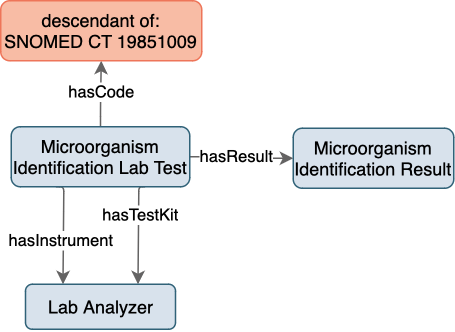 descendant of:
SNOMED CT 19851009
hasCode
Microorganism
Identification Lab Test
hasResult
Microorganism
Identification Result
hasTestKit
hasInstrument
Lab Analyzer